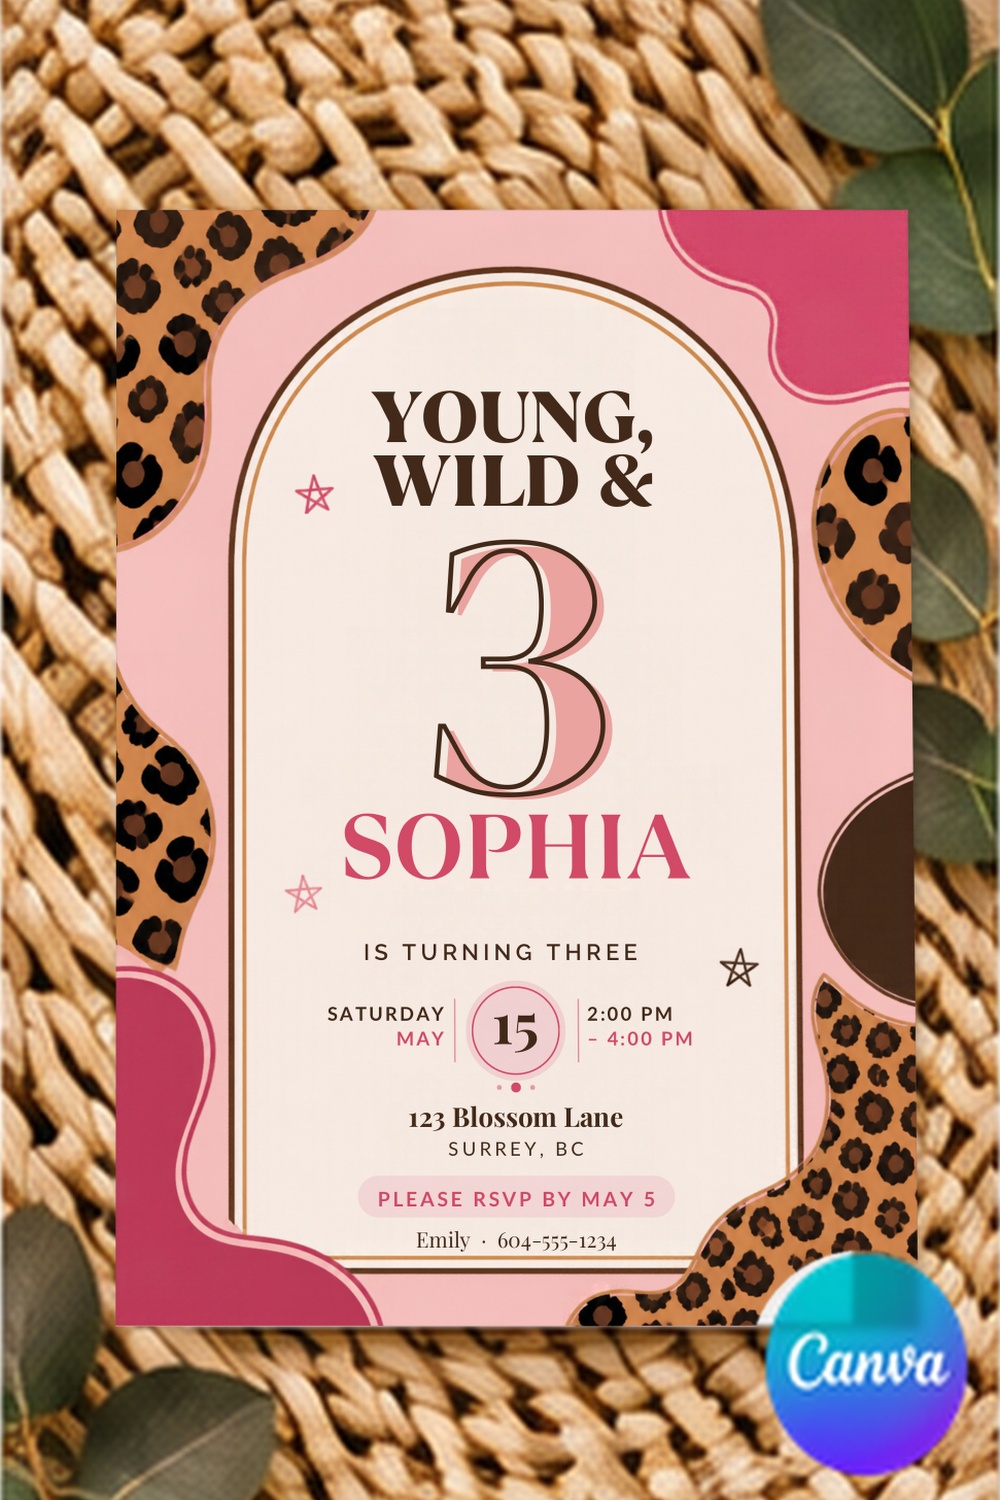 YOUNG,
WILD &
3
SOPHIA
IS TURNING THREE
SATURDAY
MAY
15
2:00 PM
– 4:00 PM
123 Blossom Lane
SURREY, BC
PLEASE RSVP BY MAY 5
Emily · 604-555-1234
Canva